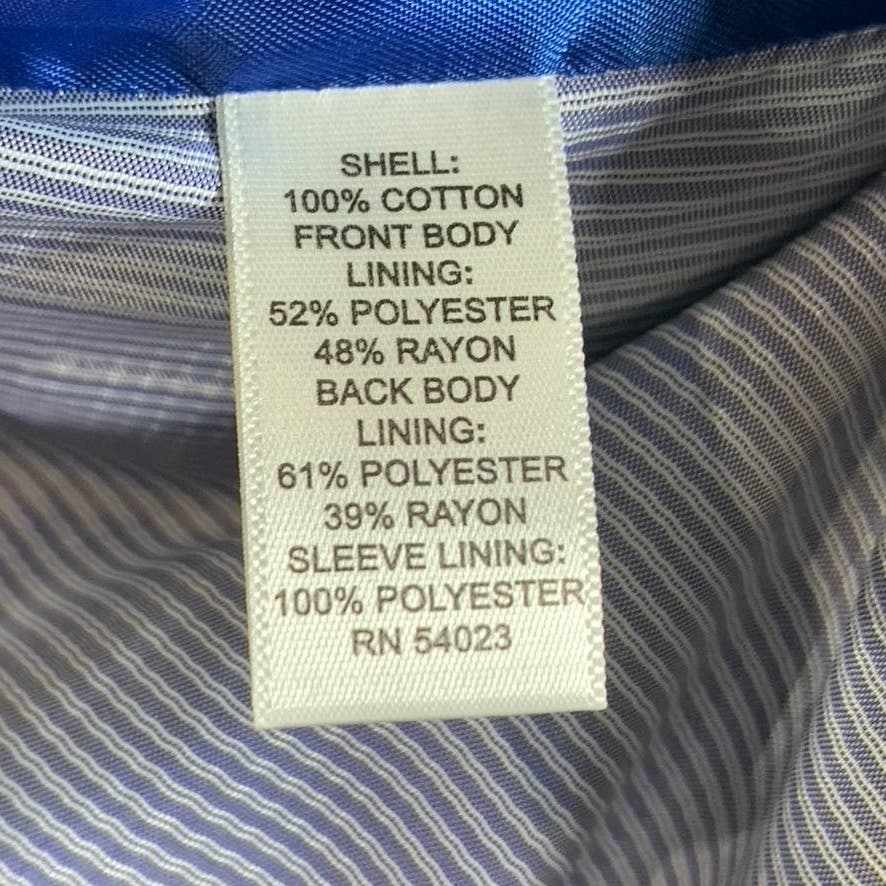 SHELL:
100% COTTON
FRONT BODY
LINING:
52% POLYESTER
48% RAYON
BACK BODY
LINING:
61% POLYESTER
39% RAYON
SLEEVE LINING:
100% POLYESTER
RN 54023